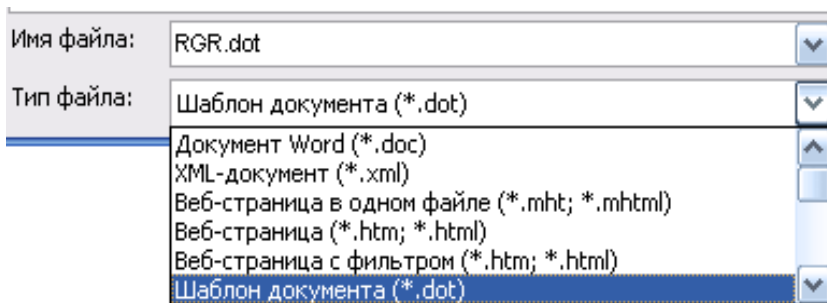 Имя файла: RGR.dot
Тип файла: Шаблон документа (*.dot)
Документ Word (*.doc)
XML-документ (*.xml)
Веб-страница в одном файле (*.mht; *.mhtml)
Веб-страница (*.htm; *.html)
Веб-страница с фильтром (*.htm; *.html)
Шаблон документа (*.dot)